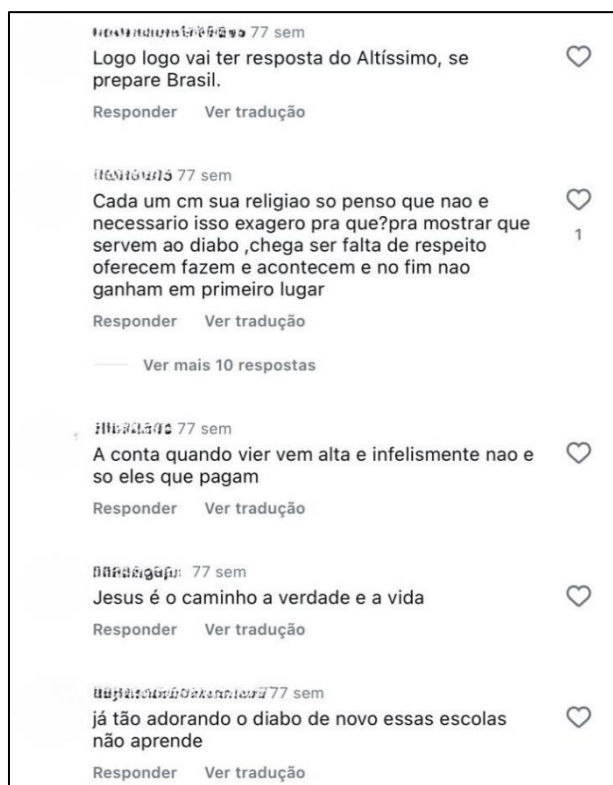 77 sem
Logo logo vai ter resposta do Altíssimo, se
prepare Brasil.
Responder Ver tradução
77 sem
Cada um cm sua religiao so penso que nao e
necessario isso exagero pra que?pra mostrar que
servem ao diabo ,chega ser falta de respeito
oferecem fazem e acontecem e no fim nao
ganham em primeiro lugar
1
Responder Ver tradução
Ver mais 10 respostas
77 sem
A conta quando vier vem alta e infelismente nao e
so eles que pagam
Responder Ver tradução
77 sem
Jesus é o caminho a verdade e a vida
Responder Ver tradução
77 sem
já tão adorando o diabo de novo essas escolas
não aprende
Responder Ver tradução